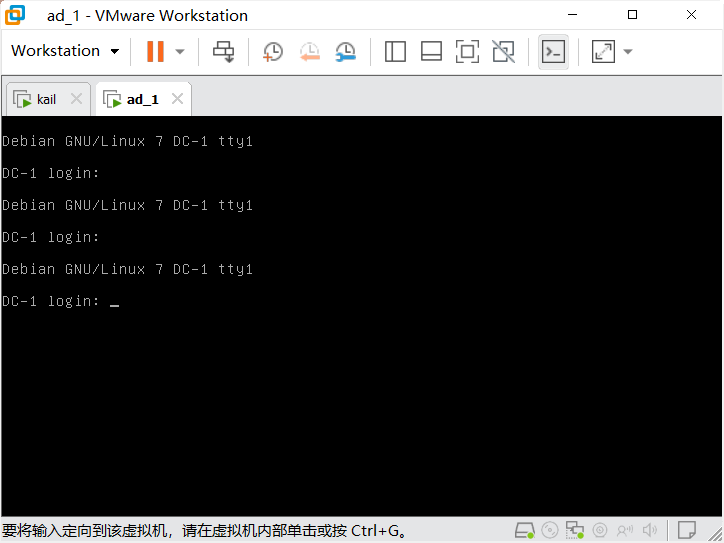 ad_1 - VMware Workstation
Workstation
kail
ad_1
Debian GNU/Linux 7 DC-1 tty1
DC-1 login:
Debian GNU/Linux 7 DC-1 tty1
DC-1 login:
Debian GNU/Linux 7 DC-1 tty1
DC-1 login: _
要将输入定向到该虚拟机，请在虚拟机内部单击或按 Ctrl+G。